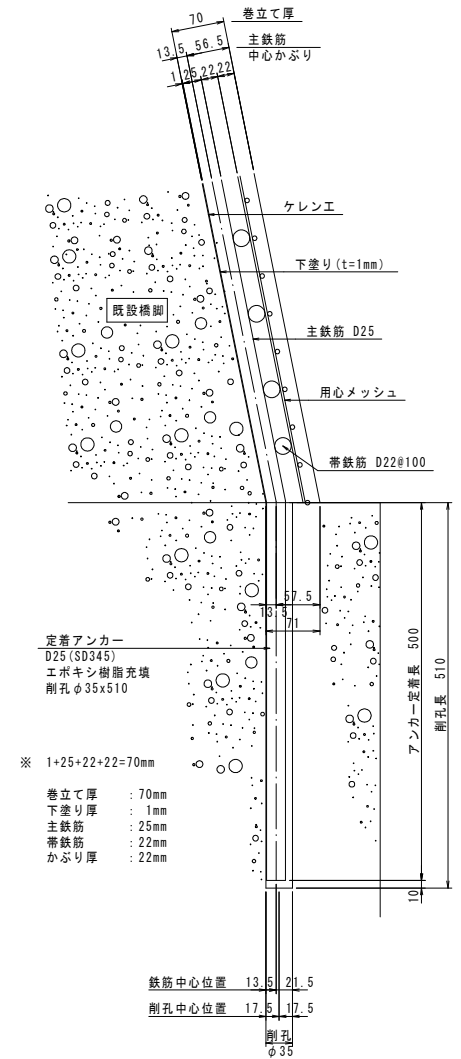 70
巻立て厚
13.5
56.5
主鉄筋
中心かぶり
1
25
22
22
ケレン工
下塗り(t=1mm)
既設橋脚
主鉄筋 D25
用心メッシュ
帯鉄筋 D22@100
57.5
13.5
71
定着アンカー
D25(SD345)
エポキシ樹脂充填
削孔φ35x510
アンカー定着長 500
削孔長 510
※ 1+25+22+22=70mm
巻立て厚 : 70mm
下塗り厚 : 1mm
主鉄筋 : 25mm
帯鉄筋 : 22mm
かぶり厚 : 22mm
10
鉄筋中心位置 13.5 21.5
削孔中心位置 17.5 17.5
削孔
φ35